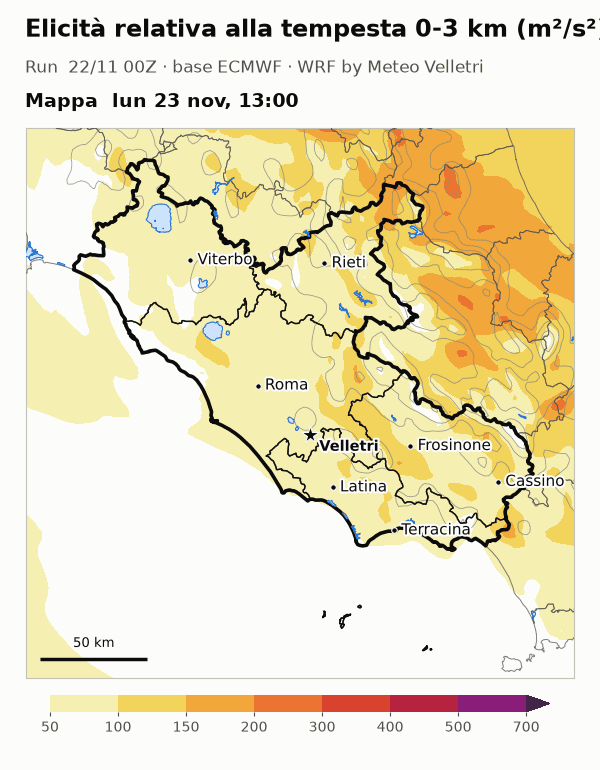 Elicità relativa alla tempesta 0-3 km (m²/s²)
Run  22/11 00Z · base ECMWF · WRF by Meteo Velletri
Mappa  lun 23 nov, 13:00
Viterbo
Rieti
Roma
Velletri
Frosinone
Cassino
Latina
Terracina
50 km
50 100 150 200 300 400 500 700